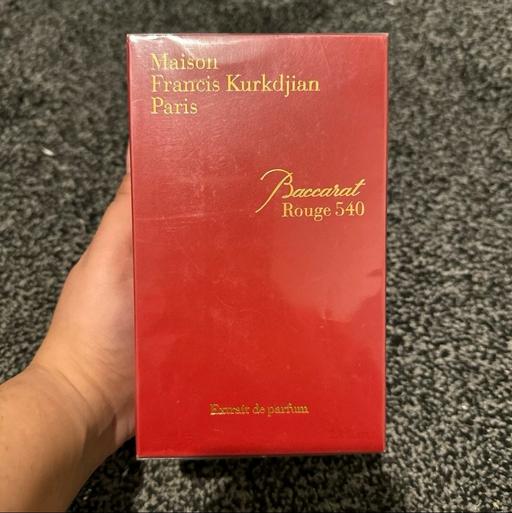 Maison
Francis Kurkdjian
Paris
Baccarat
Rouge 540
Extrait de parfum